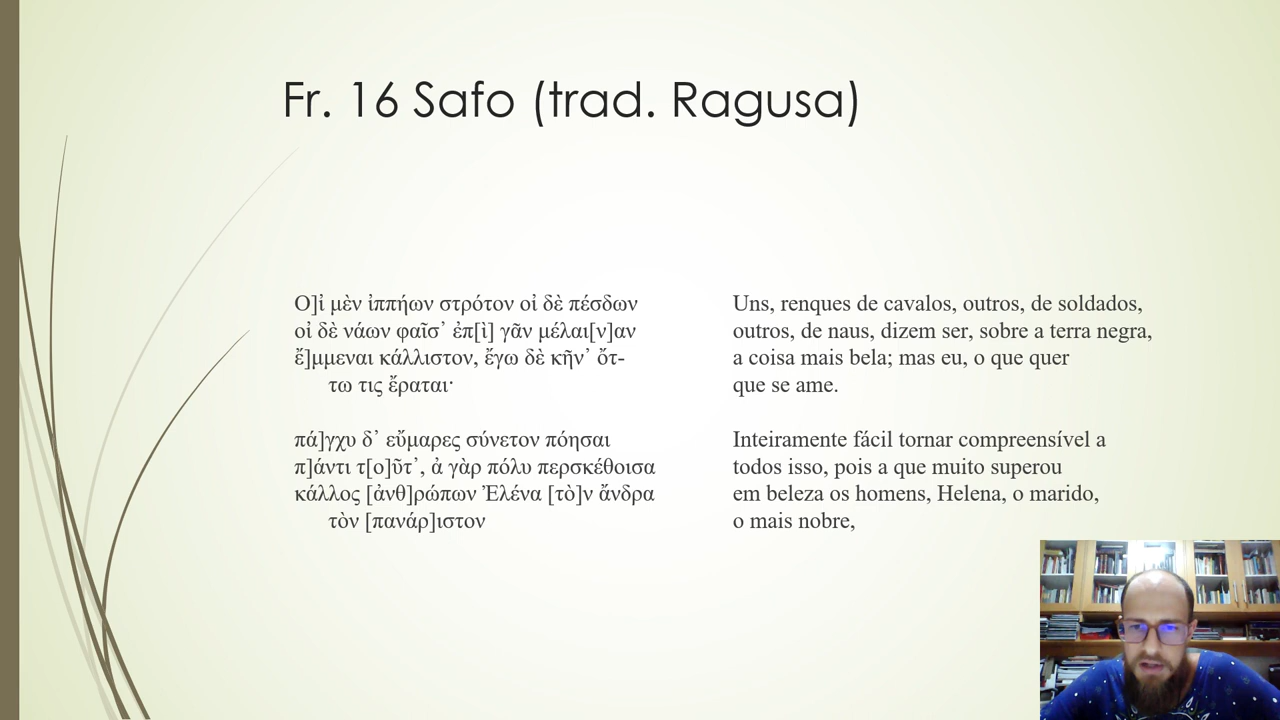 Fr. 16 Safo (trad. Ragusa)
Ο]ἰ μὲν ἰππήων στρότον οἰ δὲ πέσδων
οἰ δὲ νάων φαῖσ᾽ ἐπ[ὶ] γᾶν μέλαι[ν]αν
ἔ]μμεναι κάλλιστον, ἔγω δὲ κῆν᾽ ὄτ-
τω τις ἔραται·
πά]γχυ δ᾽ εὔμαρες σύνετον πόησαι
π]άντι τ[ο]ῦτ᾽, ἀ γὰρ πόλυ περσκέθοισα
κάλλος [ἀνθ]ρώπων Ἐλένα [τὸ]ν ἄνδρα
τὸν [πανάρ]ιστον
Uns, renques de cavalos, outros, de soldados,
outros, de naus, dizem ser, sobre a terra negra,
a coisa mais bela; mas eu, o que quer
que se ame.
Inteiramente fácil tornar compreensível a
todos isso, pois a que muito superou
em beleza os homens, Helena, o marido,
o mais nobre,